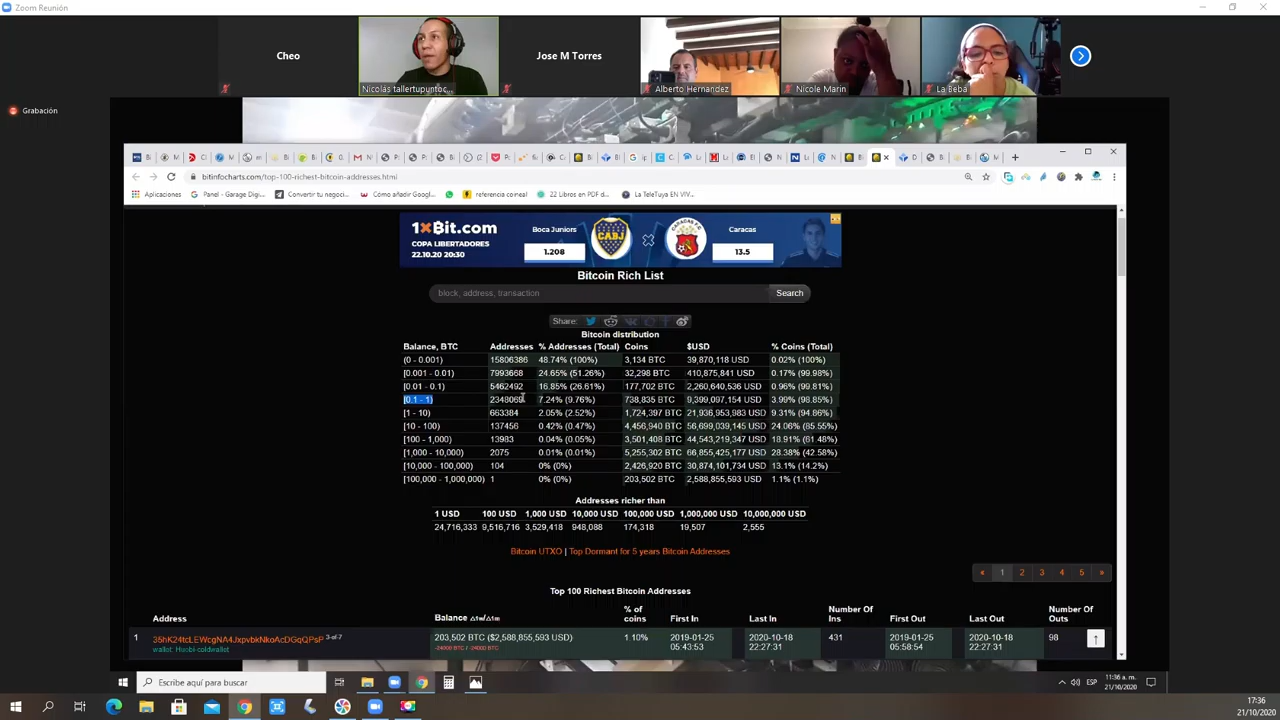 Zoom Reunión
Cheo
Nicolás tallertupuntoc...
Jose M Torres
Alberto Hernandez
Nicole Marin
La Beba
Grabación
bitinfocharts.com/top-100-richest-bitcoin-addresses.html
Aplicaciones
Panel - Garage Digi...
Convertir tu negoci...
Cómo añadir Googl...
referencia coineal
22 Libros en PDF d...
La TeleTuya EN VIV...
1xBit.com
COPA LIBERTADORES
22.10.20 20:30
Boca Juniors
1.208
CABJ
Caracas
13.5
Bitcoin Rich List
block, address, transaction
Search
Share:
Bitcoin distribution
Balance, BTC Addresses % Addresses (Total) Coins $USD % Coins (Total)
(0 - 0.001) 15806386 48.74% (100%) 3,134 BTC 39,870,118 USD 0.02% (100%)
[0.001 - 0.01) 7993668 24.65% (51.26%) 32,298 BTC 410,875,841 USD 0.17% (99.98%)
[0.01 - 0.1) 5462492 16.85% (26.61%) 177,702 BTC 2,260,640,536 USD 0.96% (99.81%)
[0.1 - 1) 2348069 7.24% (9.76%) 738,835 BTC 9,399,097,154 USD 3.99% (98.85%)
[1 - 10) 663384 2.05% (2.52%) 1,724,397 BTC 21,936,953,983 USD 9.31% (94.86%)
[10 - 100) 137456 0.42% (0.47%) 4,456,940 BTC 56,699,039,145 USD 24.06% (85.55%)
[100 - 1,000) 13983 0.04% (0.05%) 3,501,408 BTC 44,543,219,347 USD 18.91% (61.48%)
[1,000 - 10,000) 2075 0.01% (0.01%) 5,255,302 BTC 66,855,425,177 USD 28.38% (42.58%)
[10,000 - 100,000) 104 0% (0%) 2,426,920 BTC 30,874,101,734 USD 13.1% (14.2%)
[100,000 - 1,000,000) 1 0% (0%) 203,502 BTC 2,588,855,593 USD 1.1% (1.1%)
Addresses richer than
1 USD 100 USD 1,000 USD 10,000 USD 100,000 USD 1,000,000 USD 10,000,000 USD
24,716,333 9,516,716 3,529,418 948,088 174,318 19,507 2,555
Bitcoin UTXO | Top Dormant for 5 years Bitcoin Addresses
« 1 2 3 4 5 »
Top 100 Richest Bitcoin Addresses
Address Balance △1w/△1m % of coins First In Last In Number Of Ins First Out Last Out Number Of Outs
1 203,502 BTC ($2,588,855,593 USD) 1.10% 2019-01-25 05:43:53 2020-10-18 22:27:31 431 2019-01-25 05:58:54 2020-10-18 22:27:31 98
wallet: Huobi-coldwallet
Escribe aquí para buscar
ESP
11:36 a. m.
21/10/2020
17:36
21/10/2020